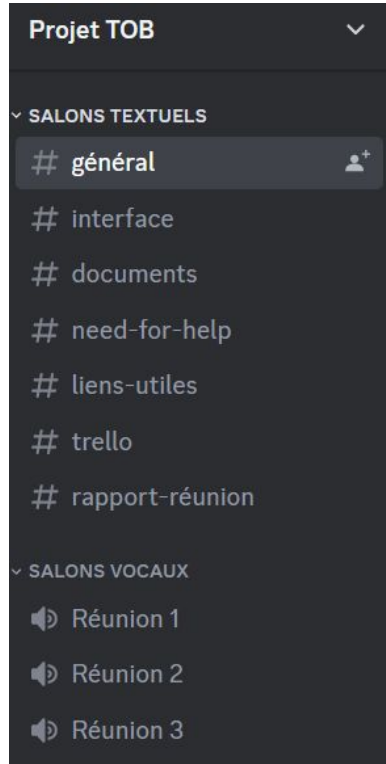 Projet TOB
SALONS TEXTUELS
# général
# interface
# documents
# need-for-help
# liens-utiles
# trello
# rapport-réunion
SALONS VOCAUX
Réunion 1
Réunion 2
Réunion 3